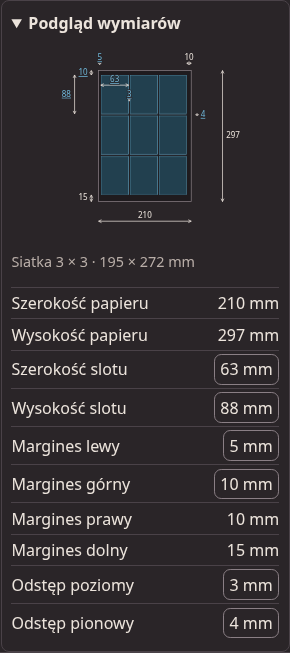 ▼ Podgląd wymiarów
5
10
10
63
88
3
4
297
15
210
Siatka 3 × 3 · 195 × 272 mm
Szerokość papieru 210 mm
Wysokość papieru 297 mm
Szerokość slotu 63 mm
Wysokość slotu 88 mm
Margines lewy 5 mm
Margines górny 10 mm
Margines prawy 10 mm
Margines dolny 15 mm
Odstęp poziomy 3 mm
Odstęp pionowy 4 mm